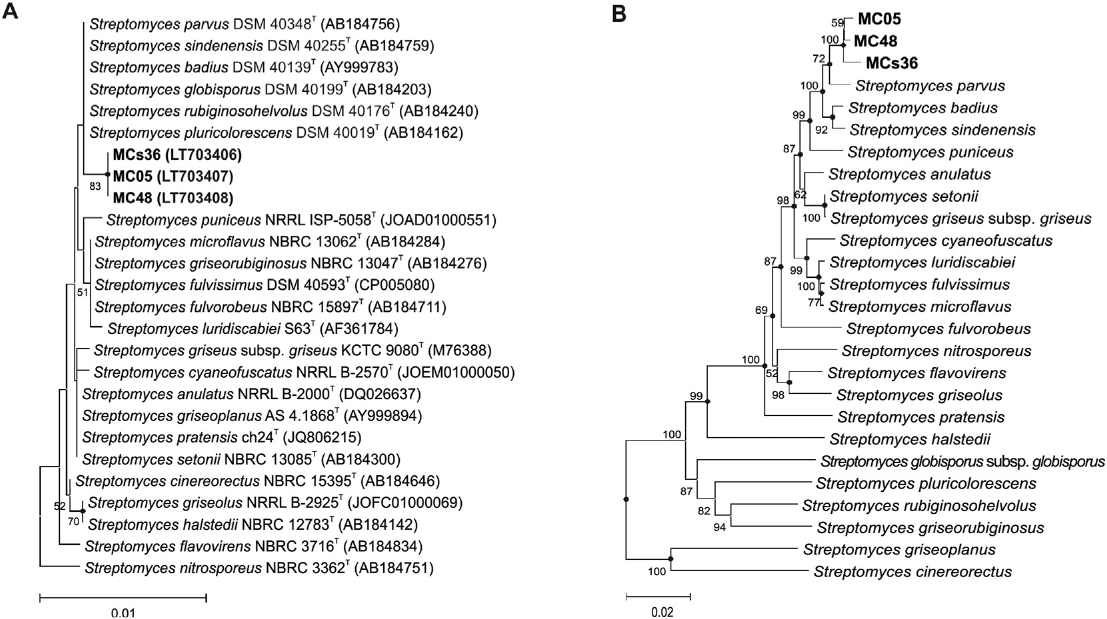 A
Streptomyces parvus DSM 40348T (AB184756)
Streptomyces sindenensis DSM 40255T (AB184759)
Streptomyces badius DSM 40139T (AY999783)
Streptomyces globisporus DSM 40199T (AB184203)
Streptomyces rubiginosohelvolus DSM 40176T (AB184240)
Streptomyces pluricolorescens DSM 40019T (AB184162)
MCs36 (LT703406)
MC05 (LT703407)
83
MC48 (LT703408)
Streptomyces puniceus NRRL ISP-5058T (JOAD01000551)
Streptomyces microflavus NBRC 13062T (AB184284)
Streptomyces griseorubiginosus NBRC 13047T (AB184276)
Streptomyces fulvissimus DSM 40593T (CP005080)
51
Streptomyces fulvorobeus NBRC 15897T (AB184711)
Streptomyces luridiscabiei S63T (AF361784)
Streptomyces griseus subsp. griseus KCTC 9080T (M76388)
Streptomyces cyaneofuscatus NRRL B-2570T (JOEM01000050)
Streptomyces anulatus NRRL B-2000T (DQ026637)
Streptomyces griseoplanus AS 4.1868T (AY999894)
Streptomyces pratensis ch24T (JQ806215)
Streptomyces setonii NBRC 13085T (AB184300)
Streptomyces cinereorectus NBRC 15395T (AB184646)
52
Streptomyces griseolus NRRL B-2925T (JOFC01000069)
70
Streptomyces halstedii NBRC 12783T (AB184142)
Streptomyces flavovirens NBRC 3716T (AB184834)
Streptomyces nitrosporeus NBRC 3362T (AB184751)
0.01
B
MC05
59
MC48
100
MCs36
72
Streptomyces parvus
100
Streptomyces badius
99
92
Streptomyces sindenensis
87
Streptomyces puniceus
Streptomyces anulatus
62
Streptomyces setonii
98
100
Streptomyces griseus subsp. griseus
Streptomyces cyaneofuscatus
87
99
Streptomyces luridiscabiei
100
Streptomyces fulvissimus
77
Streptomyces microflavus
69
Streptomyces fulvorobeus
Streptomyces nitrosporeus
100
52
Streptomyces flavovirens
98
Streptomyces griseolus
99
Streptomyces pratensis
100
Streptomyces halstedii
Streptomyces globisporus subsp. globisporus
87
Streptomyces pluricolorescens
82
Streptomyces rubiginosohelvolus
94
Streptomyces griseorubiginosus
Streptomyces griseoplanus
100
Streptomyces cinereorectus
0.02